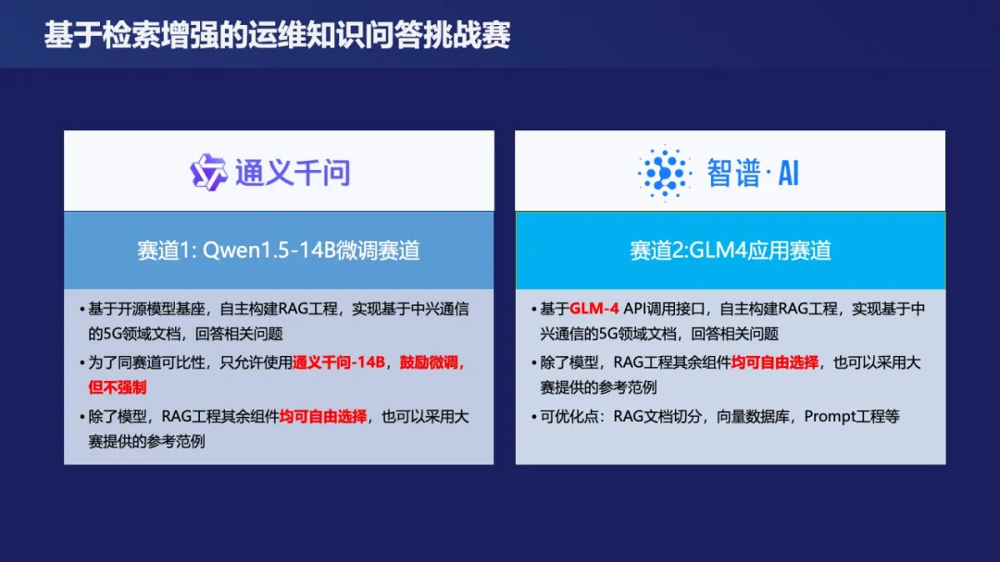 基于检索增强的运维知识问答挑战赛
通义千问
赛道1: Qwen1.5-14B微调赛道
• 基于开源模型基座，自主构建RAG工程，实现基于中兴通信
的5G领域文档，回答相关问题
• 为了同赛道可比性，只允许使用通义千问-14B，鼓励微调，
但不强制
• 除了模型，RAG工程其余组件均可自由选择，也可以采用大
赛提供的参考范例
智谱·AI
赛道2:GLM4应用赛道
• 基于GLM-4 API调用接口，自主构建RAG工程，实现基于中
兴通信的5G领域文档，回答相关问题
• 除了模型，RAG工程其余组件均可自由选择，也可以采用大
赛提供的参考范例
• 可优化点：RAG文档切分，向量数据库，Prompt工程等